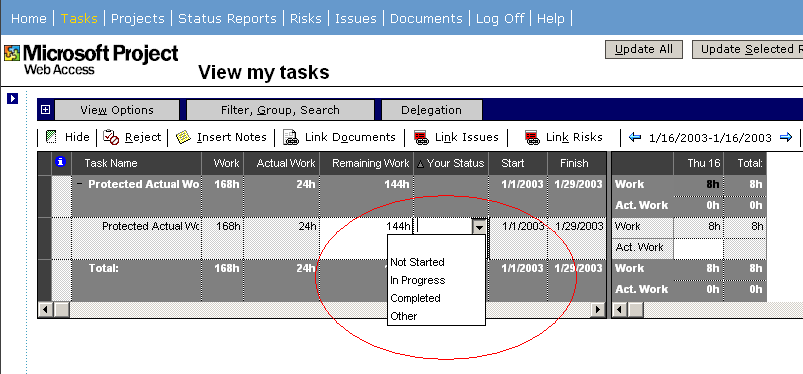 Home Tasks Projects Status Reports Risks Issues Documents Log Off Help
Microsoft Project
Web Access
View my tasks
Update All Update Selected R
View Options Filter, Group, Search Delegation
Hide Reject Insert Notes Link Documents Link Issues Link Risks 1/16/2003-1/16/2003
Task Name Work Actual Work Remaining Work Your Status Start Finish Thu 16 Total:
- Protected Actual Wo 168h 24h 144h 1/1/2003 1/29/2003 Work 8h 8h
Act. Work 0h 0h
Protected Actual Wo 168h 24h 144h 1/1/2003 1/29/2003 Work 8h 8h
Act. Work
Total: 168h 24h 1/1/2003 1/29/2003 Work 8h 8h
Act. Work 0h 0h
Not Started
In Progress
Completed
Other